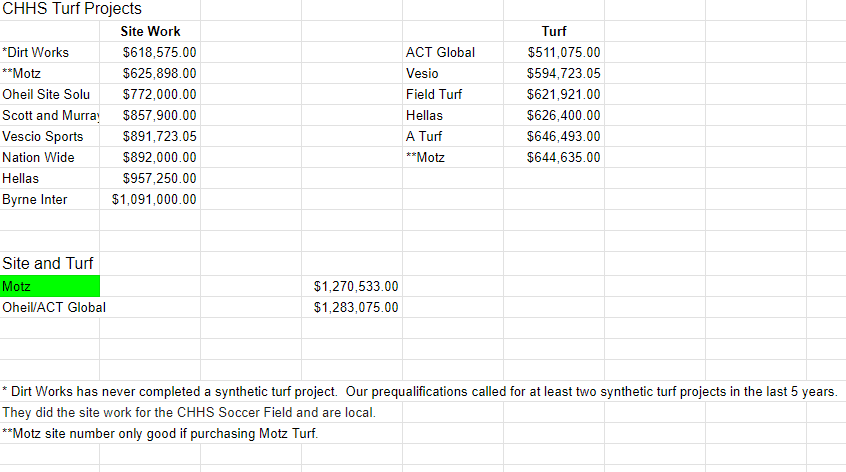 CHHS Turf Projects
Site Work Turf
*Dirt Works $618,575.00 ACT Global $511,075.00
**Motz $625,898.00 Vesio $594,723.05
Oheil Site Solu $772,000.00 Field Turf $621,921.00
Scott and Murray $857,900.00 Hellas $626,400.00
Vescio Sports $891,723.05 A Turf $646,493.00
Nation Wide $892,000.00 **Motz $644,635.00
Hellas $957,250.00
Byrne Inter $1,091,000.00
Site and Turf
Motz $1,270,533.00
Oheil/ACT Global $1,283,075.00
* Dirt Works has never completed a synthetic turf project. Our prequalifications called for at least two synthetic turf projects in the last 5 years.
They did the site work for the CHHS Soccer Field and are local.
**Motz site number only good if purchasing Motz Turf.